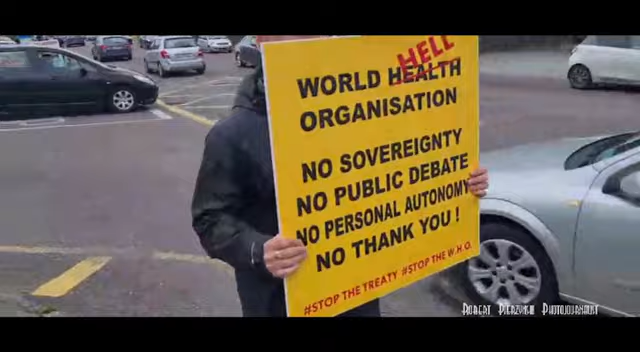 HELL
WORLD HEALTH
ORGANISATION
NO SOVEREIGNTY
NO PUBLIC DEBATE
NO PERSONAL AUTONOMY
NO THANK YOU !
#STOP THE TREATY #STOP THE W.H.O.
ROBERT PIERZYNSKI PHOTOJOURNALIST